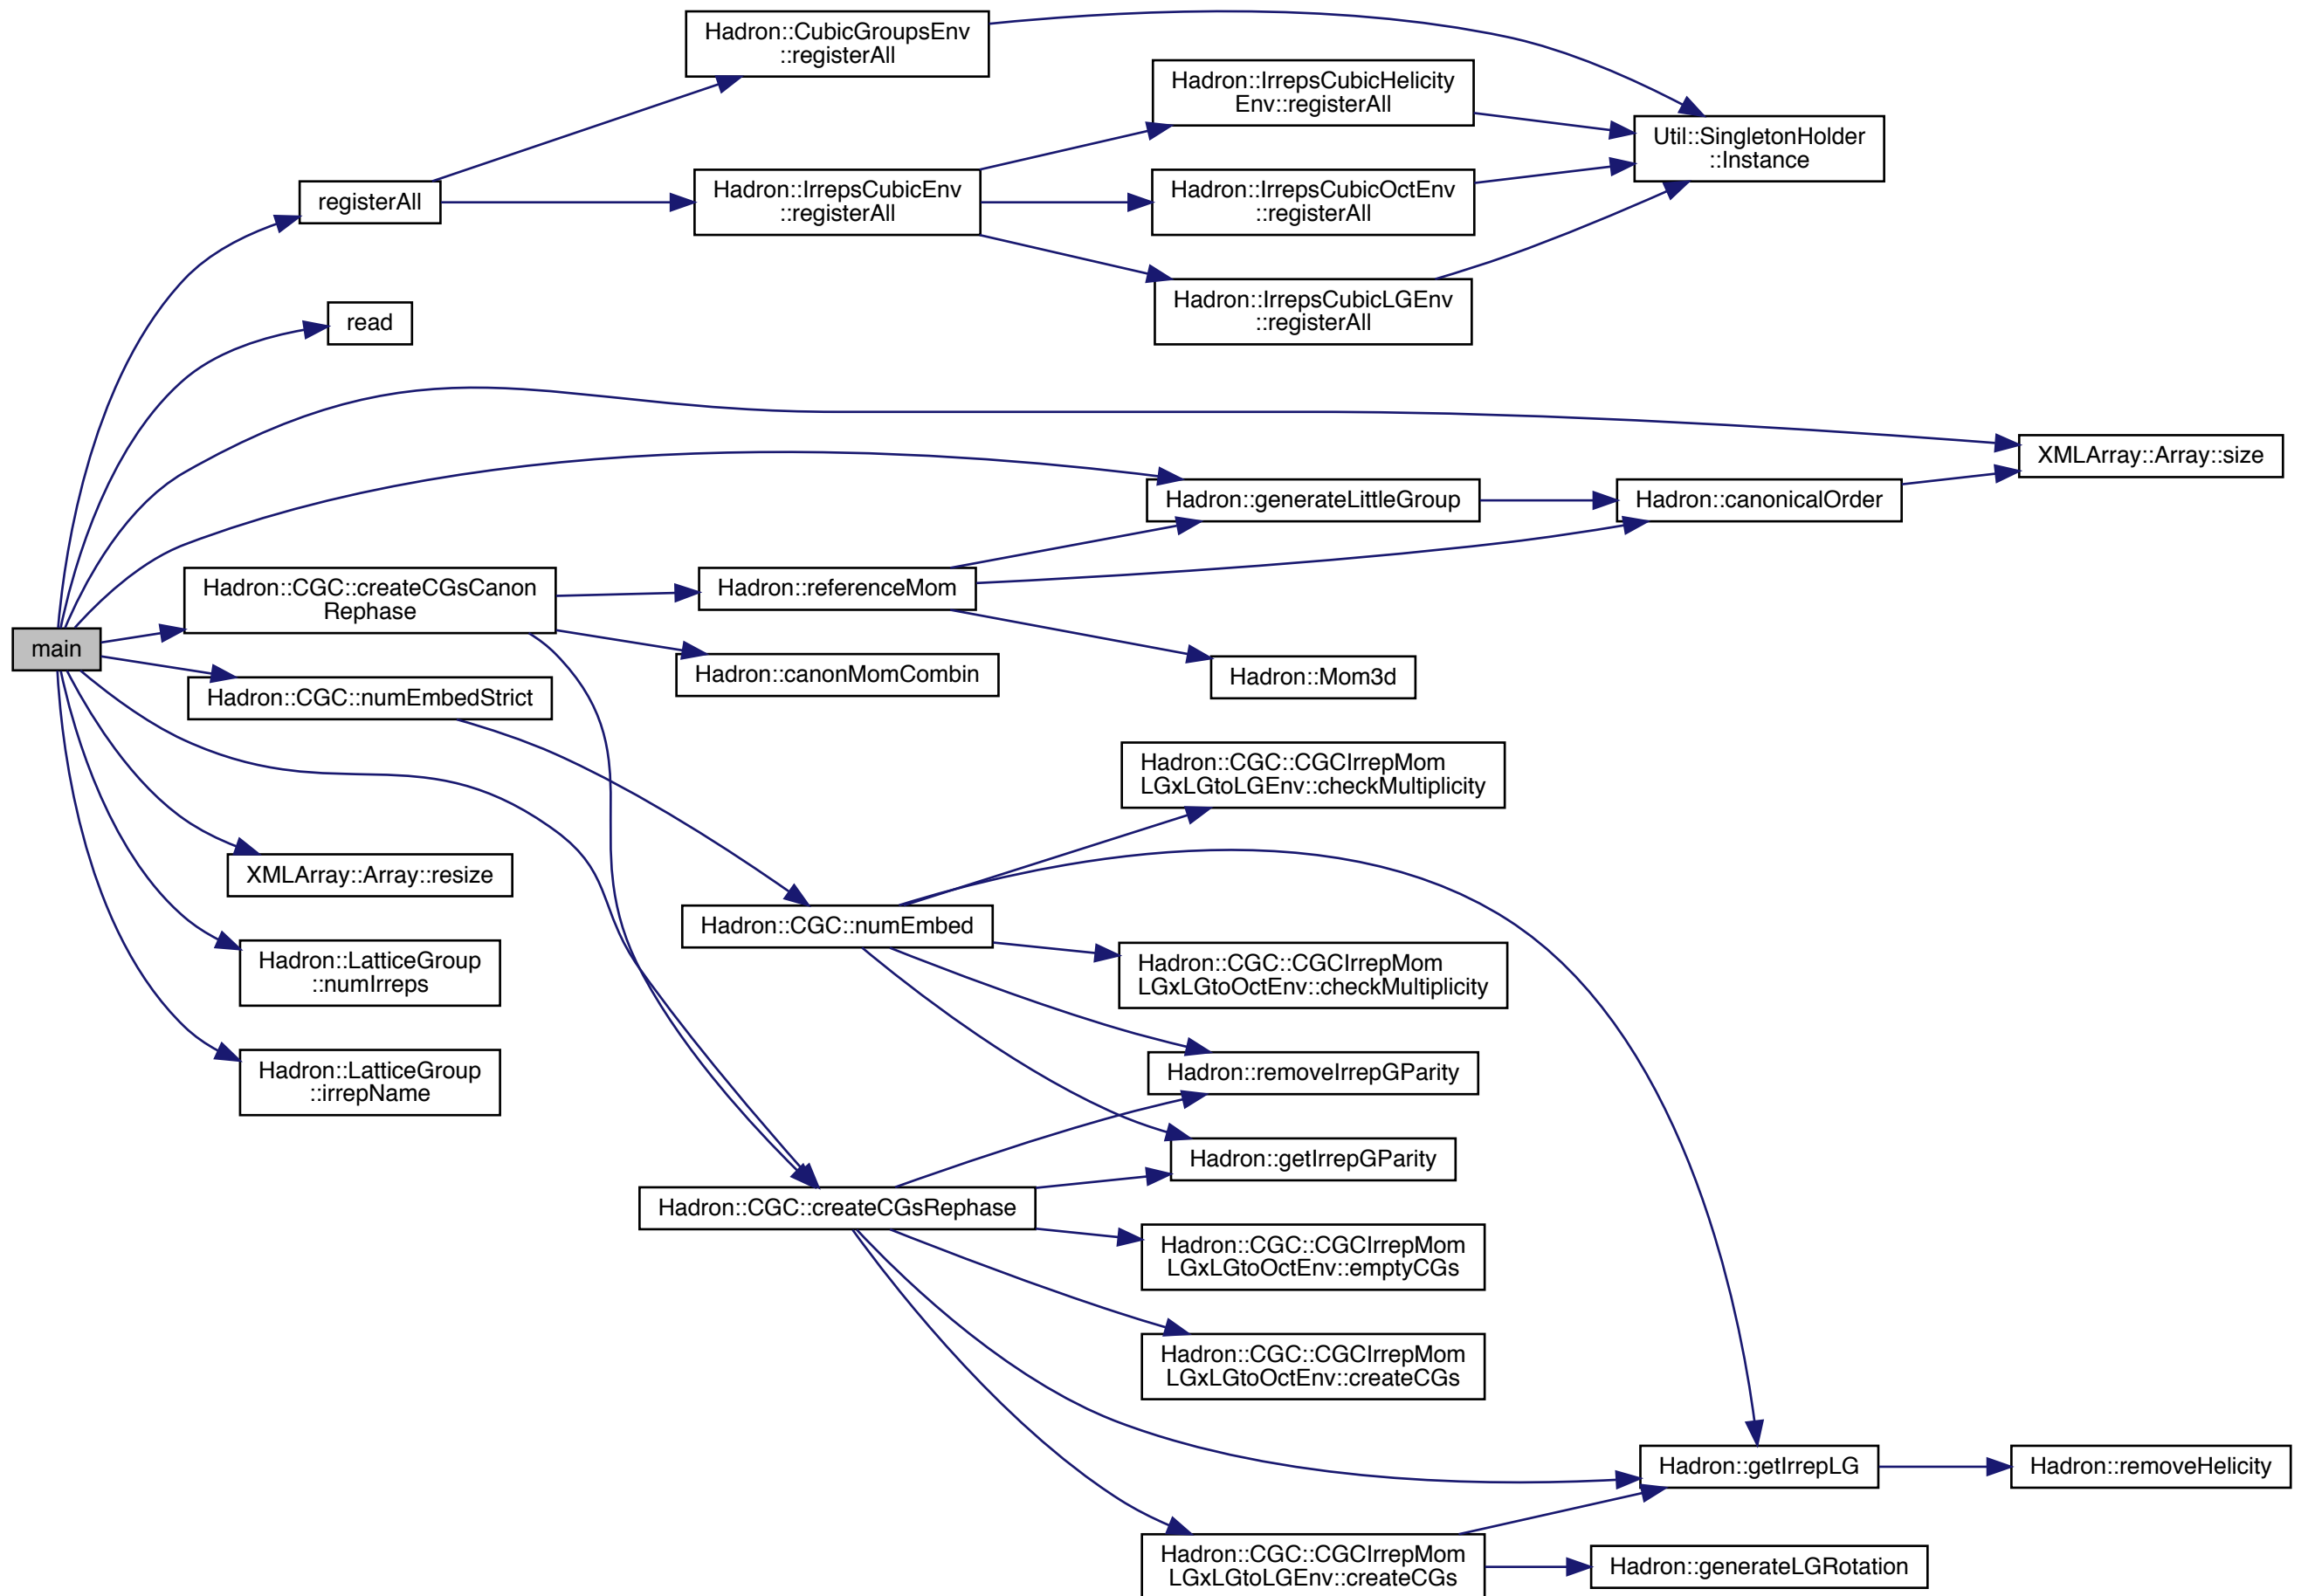 Hadron::CubicGroupsEnv
::registerAll
Hadron::IrrepsCubicHelicity
Env::registerAll
Util::SingletonHolder
::Instance
registerAll
Hadron::IrrepsCubicEnv
::registerAll
Hadron::IrrepsCubicOctEnv
::registerAll
Hadron::IrrepsCubicLGEnv
::registerAll
read
XMLArray::Array::size
Hadron::generateLittleGroup
Hadron::canonicalOrder
Hadron::CGC::createCGsCanon
Rephase
Hadron::referenceMom
main
Hadron::canonMomCombin
Hadron::Mom3d
Hadron::CGC::numEmbedStrict
Hadron::CGC::CGCIrrepMom
LGxLGtoLGEnv::checkMultiplicity
XMLArray::Array::resize
Hadron::CGC::numEmbed
Hadron::LatticeGroup
::numIrreps
Hadron::CGC::CGCIrrepMom
LGxLGtoOctEnv::checkMultiplicity
Hadron::LatticeGroup
::irrepName
Hadron::removeIrrepGParity
Hadron::getIrrepGParity
Hadron::CGC::createCGsRephase
Hadron::CGC::CGCIrrepMom
LGxLGtoOctEnv::emptyCGs
Hadron::CGC::CGCIrrepMom
LGxLGtoOctEnv::createCGs
Hadron::getIrrepLG
Hadron::removeHelicity
Hadron::CGC::CGCIrrepMom
LGxLGtoLGEnv::createCGs
Hadron::generateLGRotation